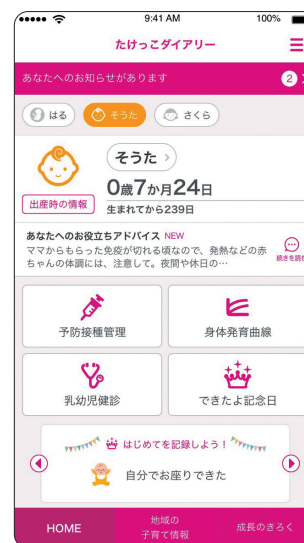 9:41 AM 100%
たけっこダイアリー
あなたへのお知らせがあります 2
はる そうた さくら
そうた
0歳7か月24日
出産時の情報 生まれてから239日
あなたへのお役立ちアドバイス NEW
ママからもらった免疫が切れる頃なので、発熱などの赤
ちゃんの体調には、注意して。夜間や休日の…
続きを読む
予防接種管理 身体発育曲線
乳幼児健診 できたよ記念日
はじめてを記録しよう!
自分でお座りできた
HOME
地域の
子育て情報
成長のきろく